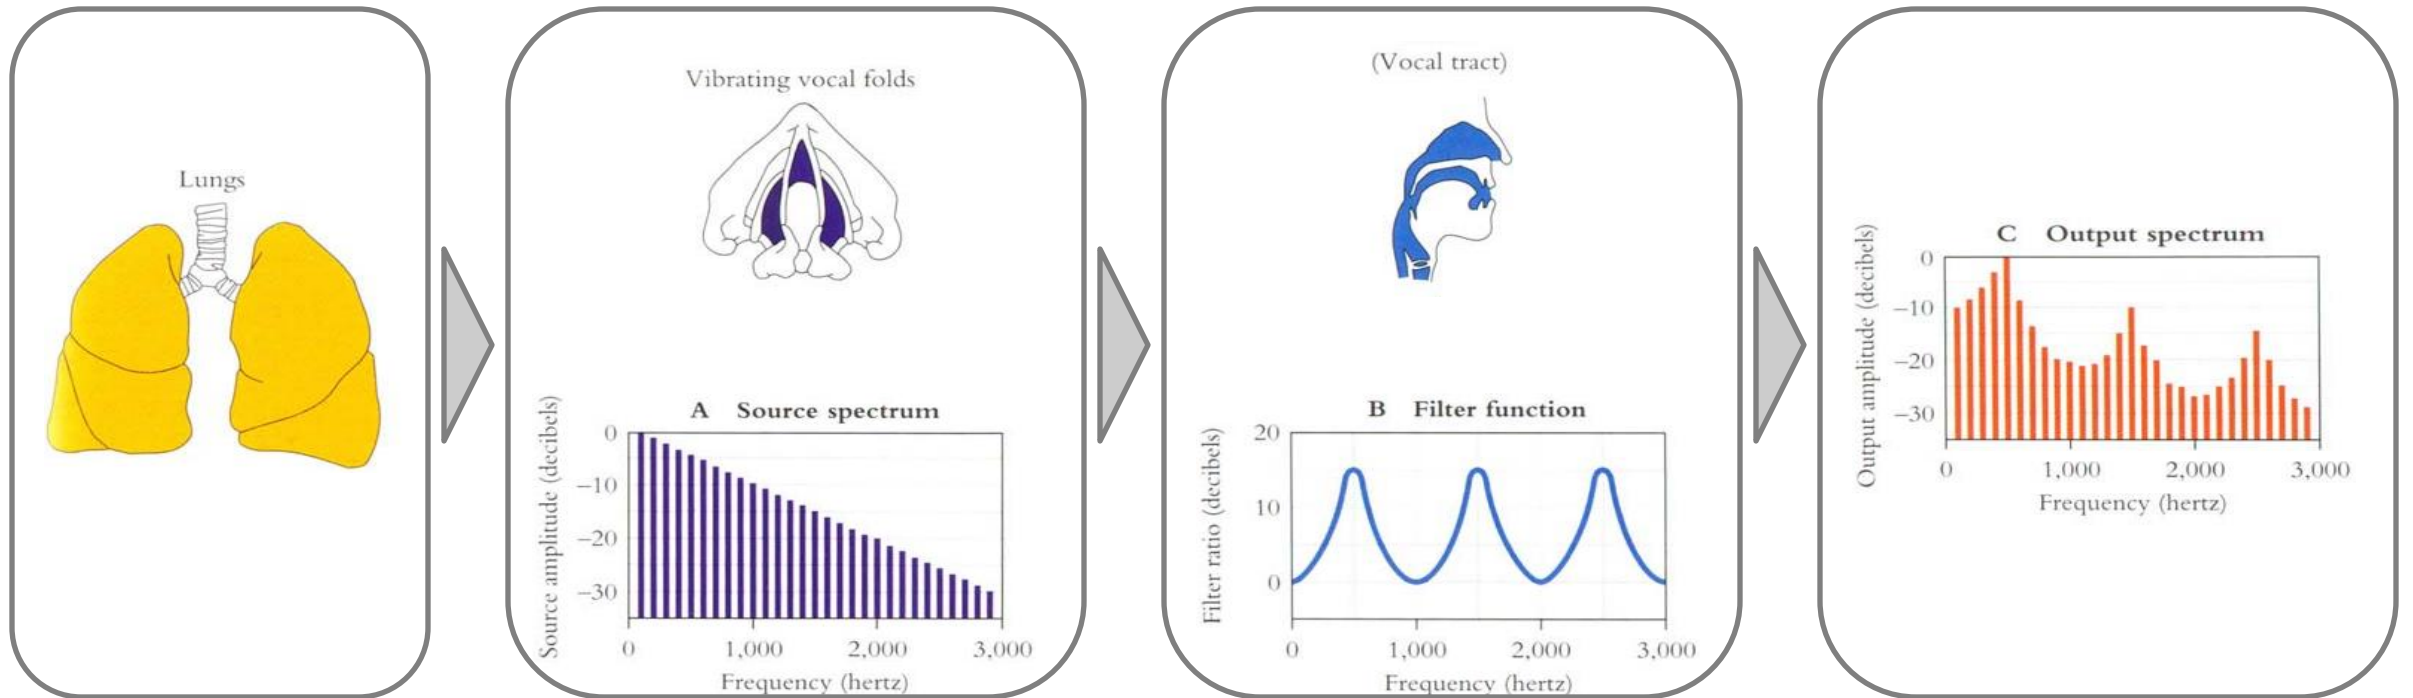 Lungs
Vibrating vocal folds
A Source spectrum
Source amplitude (decibels)
0
−10
−20
−30
0 1,000 2,000 3,000
Frequency (hertz)
(Vocal tract)
B Filter function
Filter ratio (decibels)
20
10
0
0 1,000 2,000 3,000
Frequency (hertz)
C Output spectrum
Output amplitude (decibels)
0
−10
−20
−30
0 1,000 2,000 3,000
Frequency (hertz)